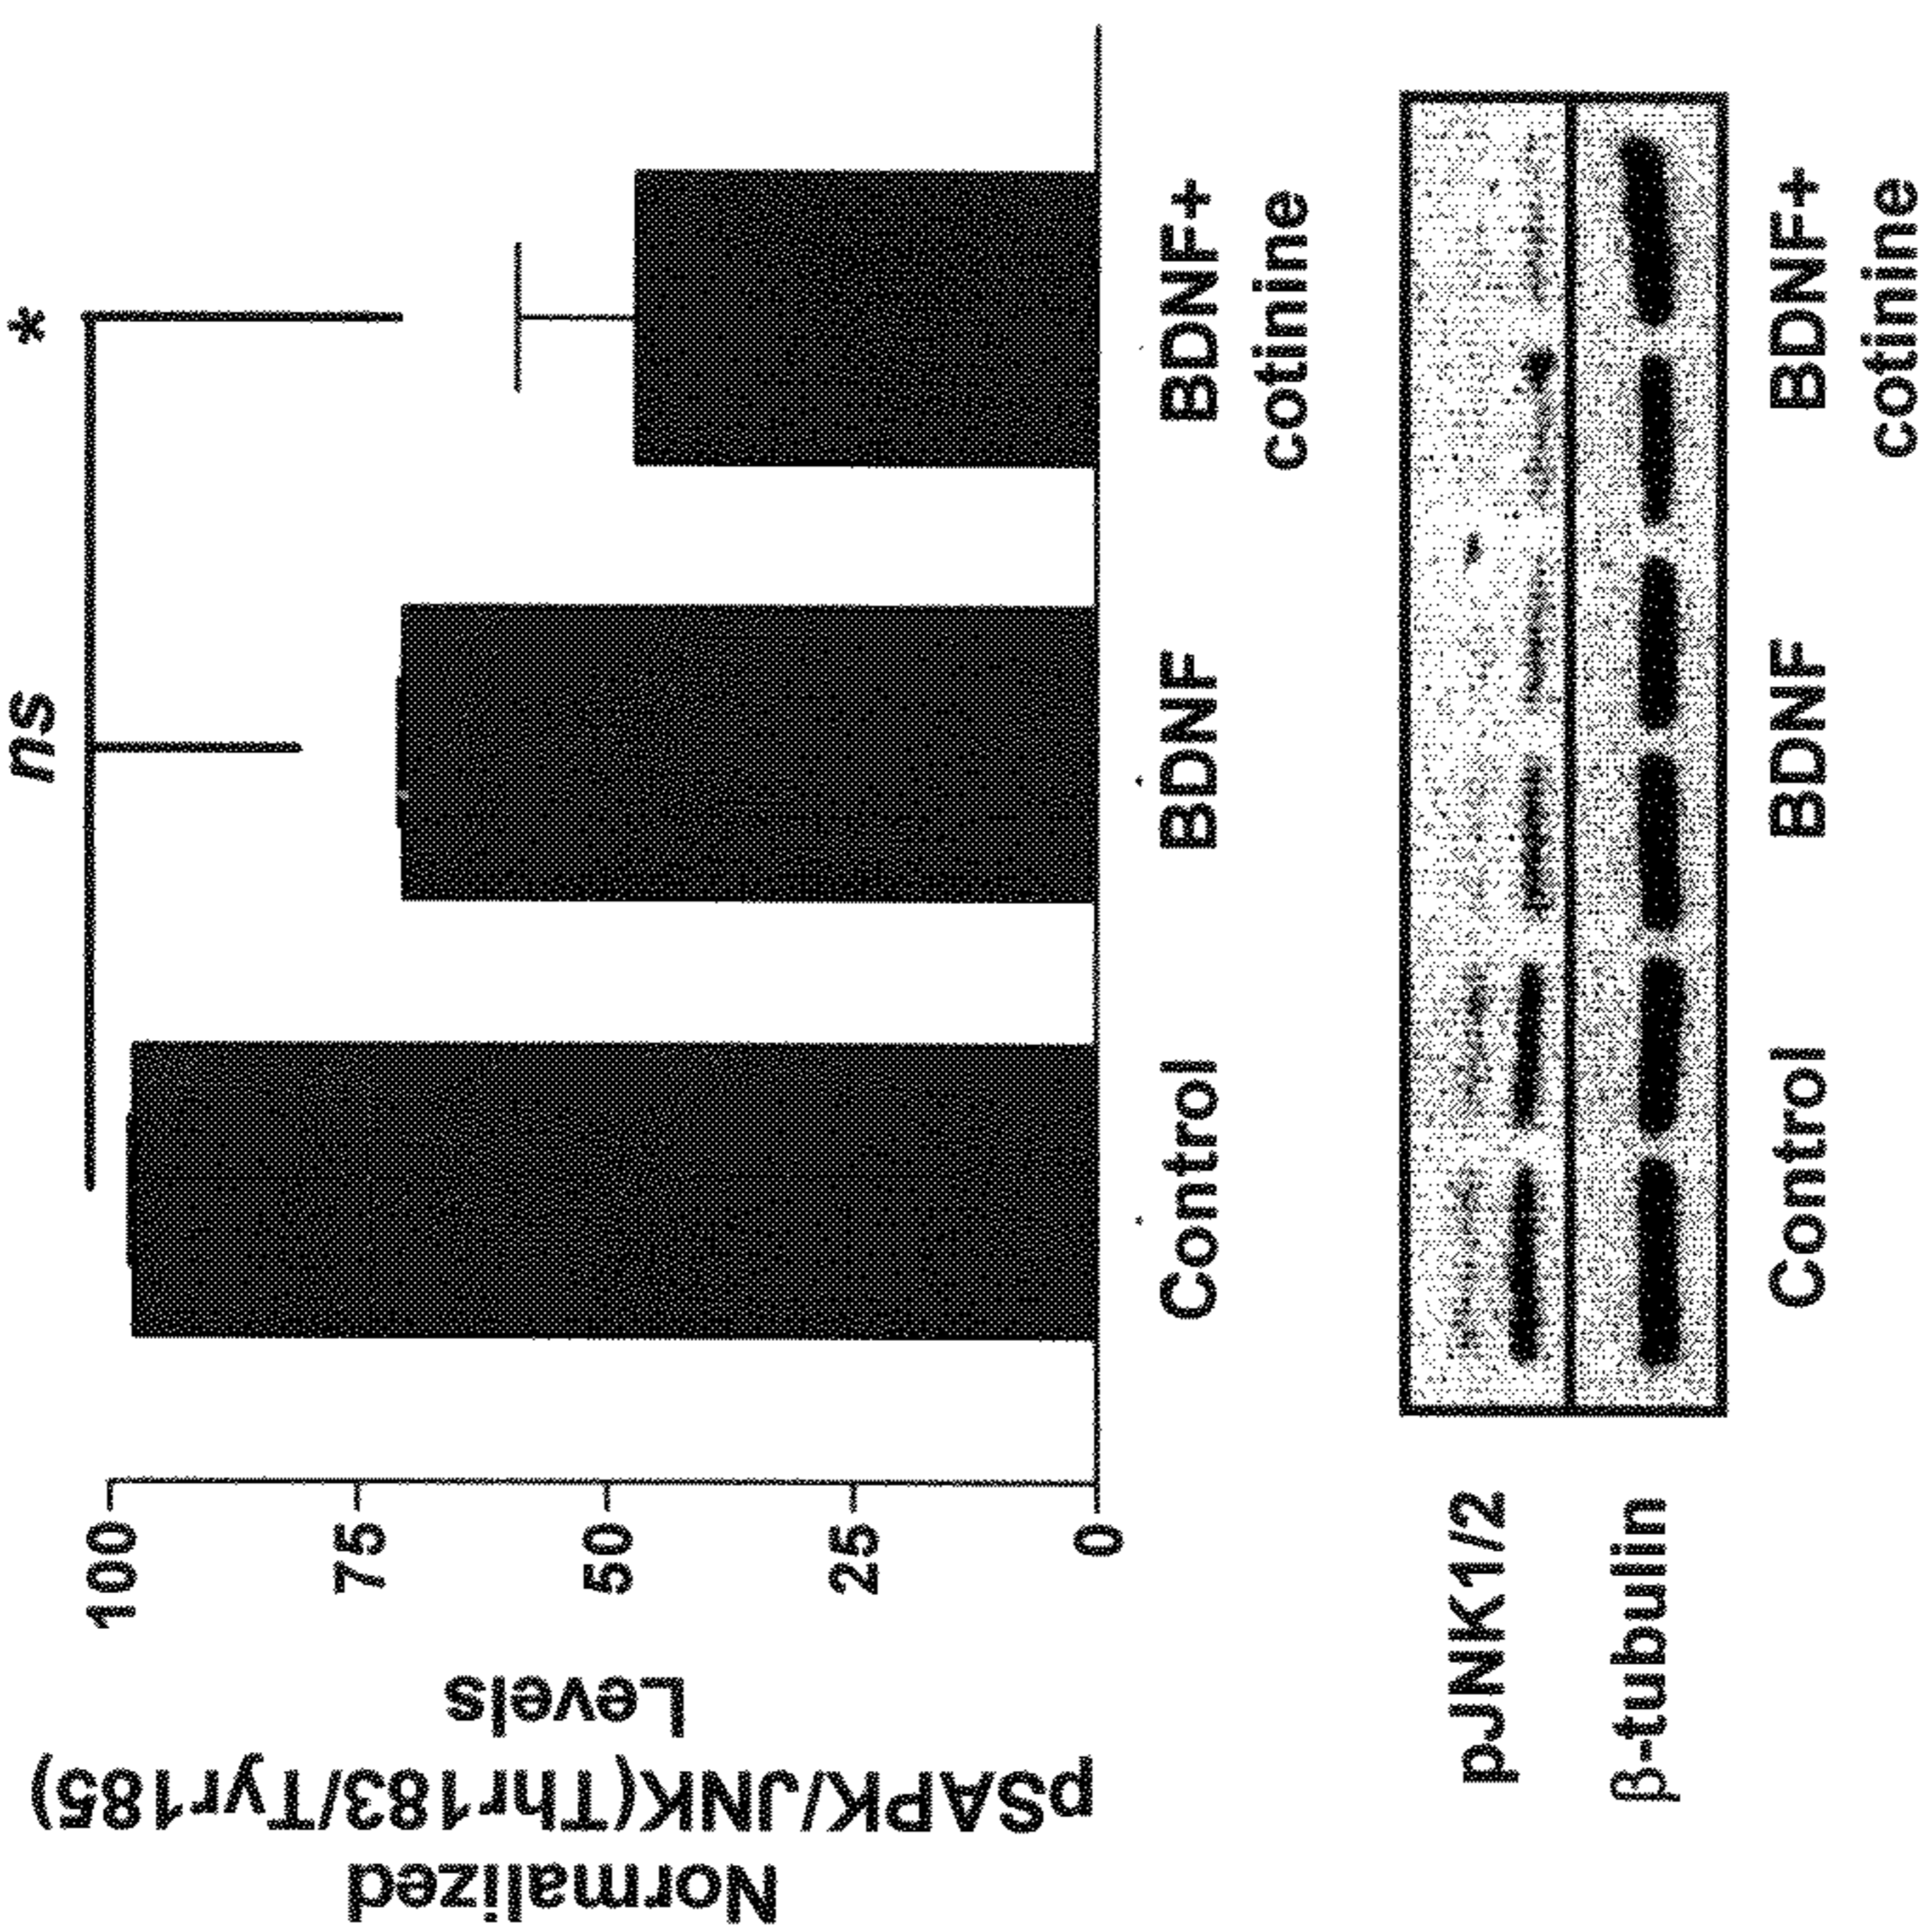 Normalized
pSAPK/JNK(Thr183/Tyr185)
Levels
100
75
50
25
0
ns
*
Control
BDNF
BDNF+
cotinine
pJNK1/2
β-tubulin
Control
BDNF
BDNF+
cotinine